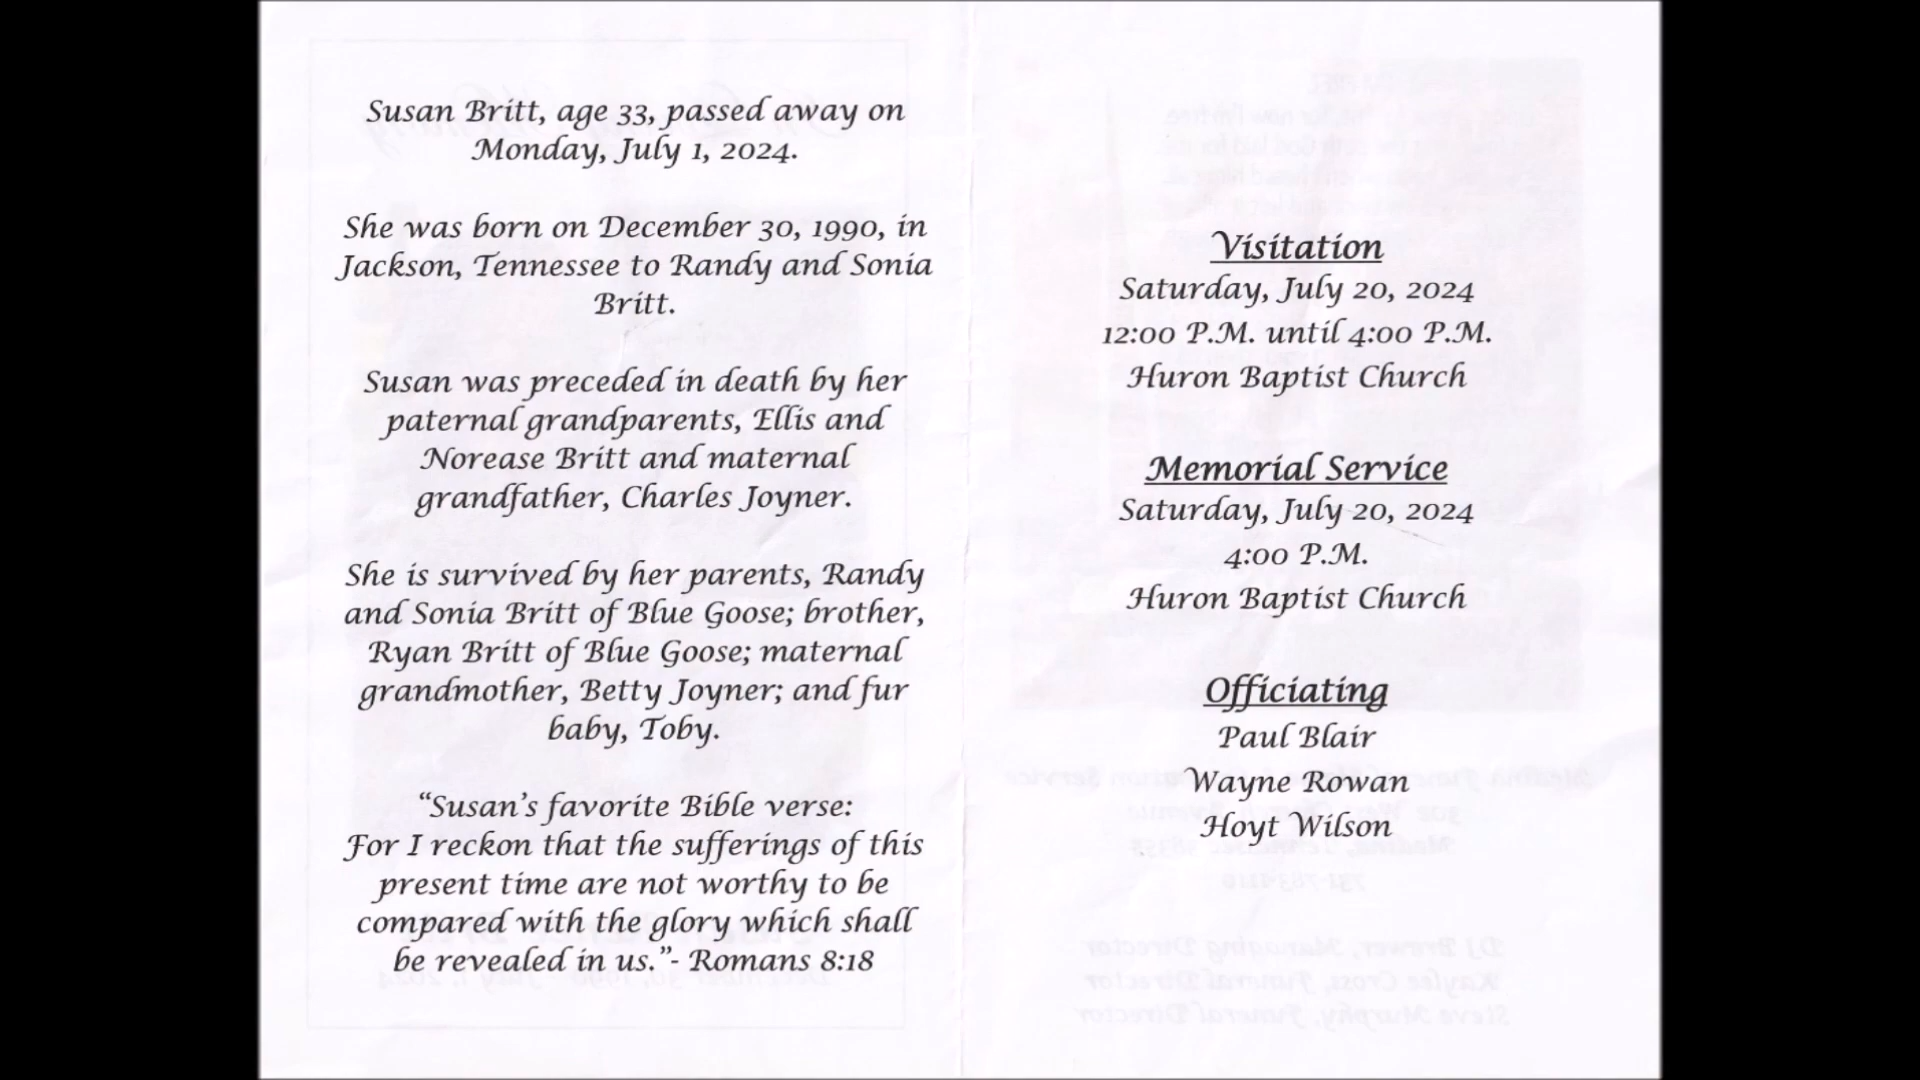 Susan Britt, age 33, passed away on
Monday, July 1, 2024.
She was born on December 30, 1990, in
Jackson, Tennessee to Randy and Sonia
Britt.
Susan was preceded in death by her
paternal grandparents, Ellis and
Norease Britt and maternal
grandfather, Charles Joyner.
She is survived by her parents, Randy
and Sonia Britt of Blue Goose; brother,
Ryan Britt of Blue Goose; maternal
grandmother, Betty Joyner; and fur
baby, Toby.
“Susan’s favorite Bible verse:
For I reckon that the sufferings of this
present time are not worthy to be
compared with the glory which shall
be revealed in us.”- Romans 8:18
Visitation
Saturday, July 20, 2024
12:00 P.M. until 4:00 P.M.
Huron Baptist Church
Memorial Service
Saturday, July 20, 2024
4:00 P.M.
Huron Baptist Church
Officiating
Paul Blair
Wayne Rowan
Hoyt Wilson